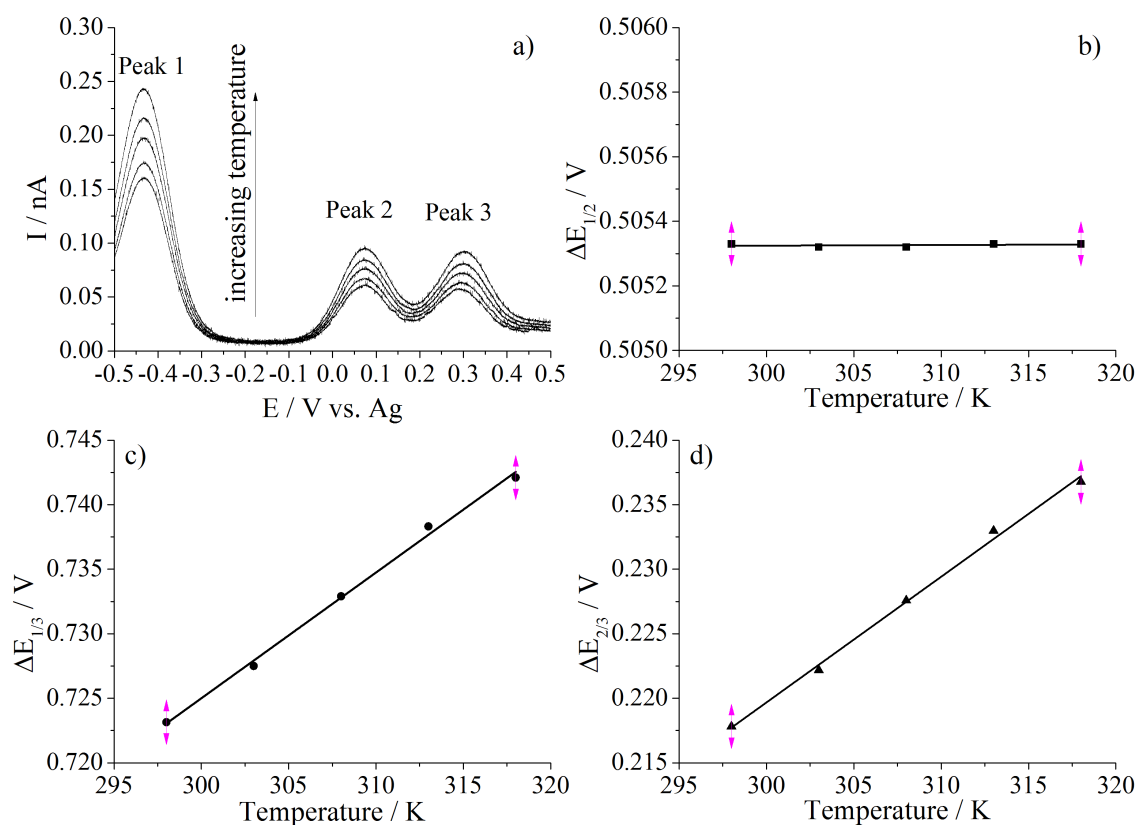 a)
0.30
0.25
0.20
0.15
0.10
0.05
0.00
I / nA
Peak 1
increasing temperature
Peak 2
Peak 3
-0.5 -0.4 -0.3 -0.2 -0.1 0.0 0.1 0.2 0.3 0.4 0.5
E / V vs. Ag
b)
0.5060
0.5058
0.5056
0.5054
0.5052
0.5050
ΔE1/2 / V
295 300 305 310 315 320
Temperature / K
c)
0.745
0.740
0.735
0.730
0.725
0.720
ΔE1/3 / V
295 300 305 310 315 320
Temperature / K
d)
0.240
0.235
0.230
0.225
0.220
0.215
ΔE2/3 / V
295 300 305 310 315 320
Temperature / K